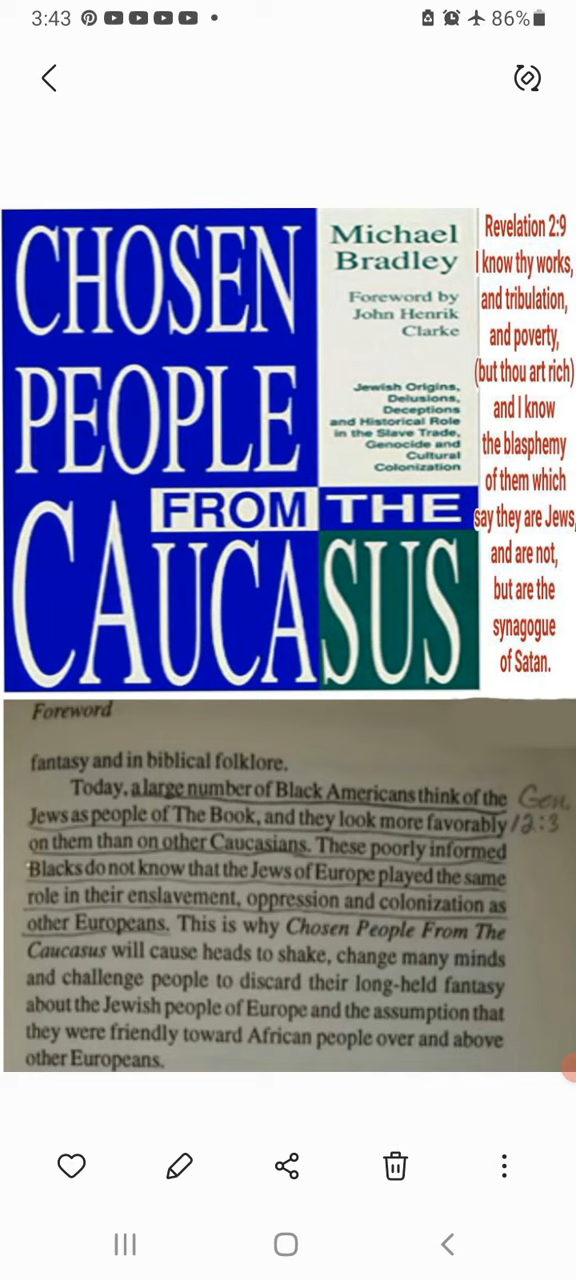 3:43
86%
CHOSEN
PEOPLE
FROM THE
CAUCASUS
Michael
Bradley
Foreword by
John Henrik
Clarke
Jewish Origins,
Delusions,
Deceptions
and Historical Role
in the Slave Trade,
Genocide and
Cultural
Colonization
Revelation 2:9
I know thy works,
and tribulation,
and poverty,
(but thou art rich)
and I know
the blasphemy
of them which
say they are Jews,
and are not,
but are the
synagogue
of Satan.
Foreword
fantasy and in biblical folklore.
Today, a large number of Black Americans think of the
Jews as people of The Book, and they look more favorably
on them than on other Caucasians. These poorly informed
Blacks do not know that the Jews of Europe played the same
role in their enslavement, oppression and colonization as
other Europeans. This is why Chosen People From The
Caucasus will cause heads to shake, change many minds
and challenge people to discard their long-held fantasy
about the Jewish people of Europe and the assumption that
they were friendly toward African people over and above
other Europeans.
Gen.
12:3